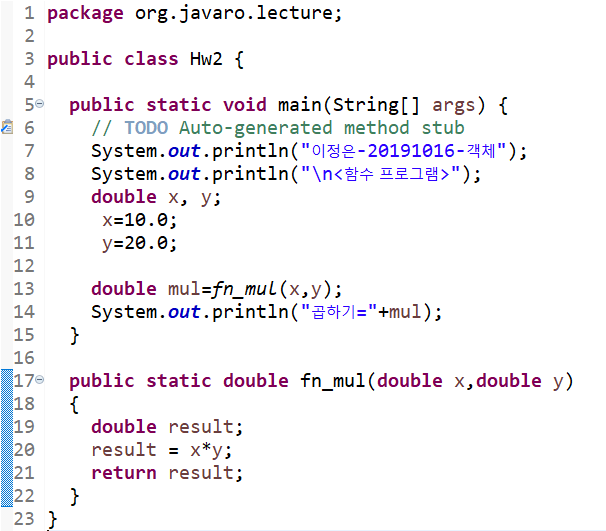 1 package org.javaro.lecture;
2
3 public class Hw2 {
4
5 public static void main(String[] args) {
6 // TODO Auto-generated method stub
7 System.out.println("이정은-20191016-객체");
8 System.out.println("\n<함수 프로그램>");
9 double x, y;
10 x=10.0;
11 y=20.0;
12
13 double mul=fn_mul(x,y);
14 System.out.println("곱하기="+mul);
15 }
16
17 public static double fn_mul(double x,double y)
18 {
19 double result;
20 result = x*y;
21 return result;
22 }
23 }